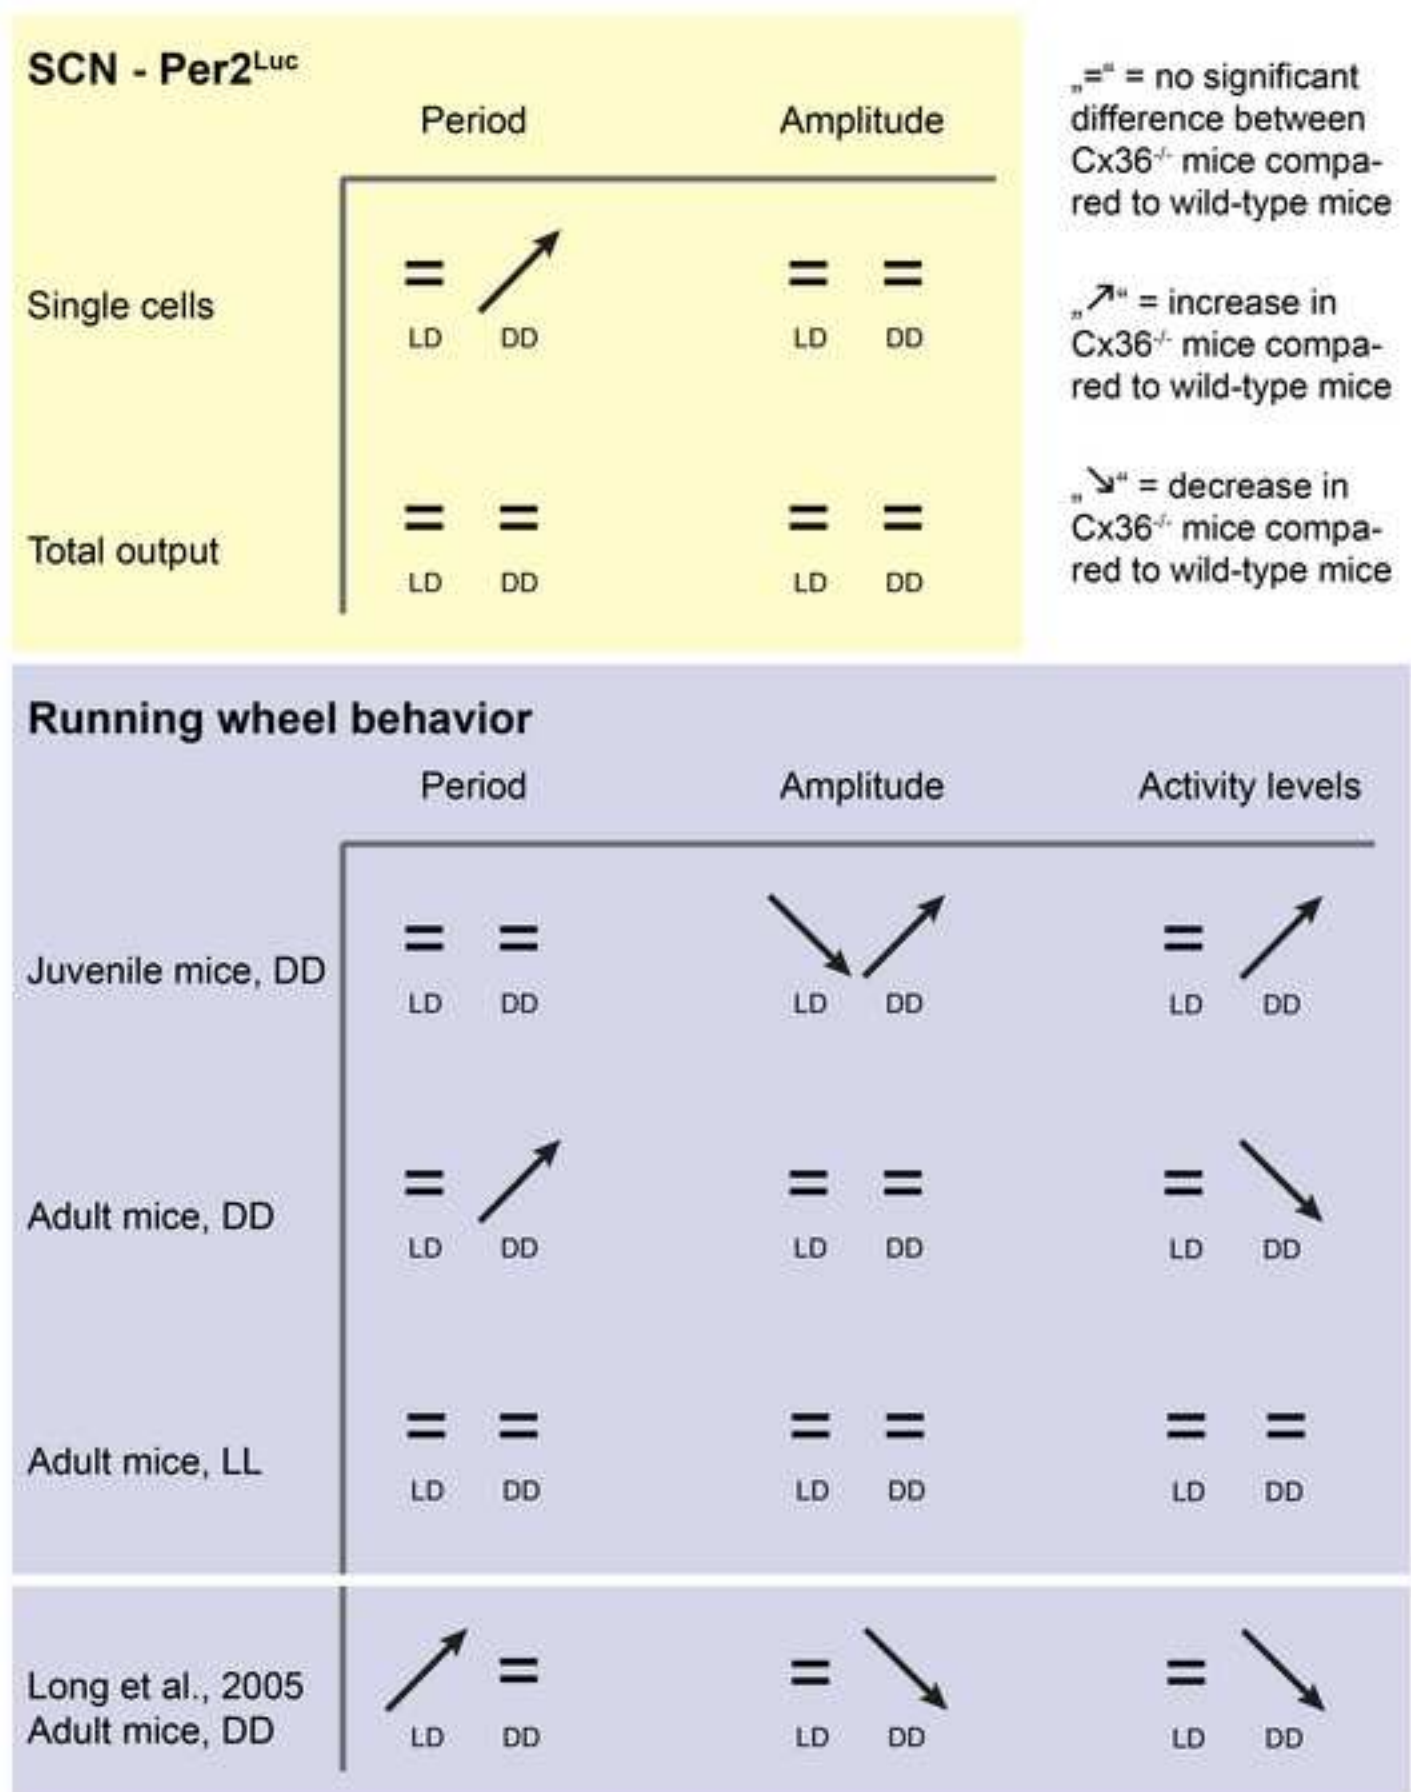 SCN - Per2Luc
Period Amplitude
Single cells
= =  =
LD DD LD DD
Total output
= = = =
LD DD LD DD
„=“ = no significant
difference between
Cx36-/- mice compa-
red to wild-type mice
„↗“ = increase in
Cx36-/- mice compa-
red to wild-type mice
„↘“ = decrease in
Cx36-/- mice compa-
red to wild-type mice
Running wheel behavior
Period Amplitude Activity levels
Juvenile mice, DD
= = =
LD DD LD DD LD DD
Adult mice, DD
= = = =
LD DD LD DD LD DD
Adult mice, LL
= = = = = =
LD DD LD DD LD DD
Long et al., 2005
Adult mice, DD
= = =
LD DD LD DD LD DD